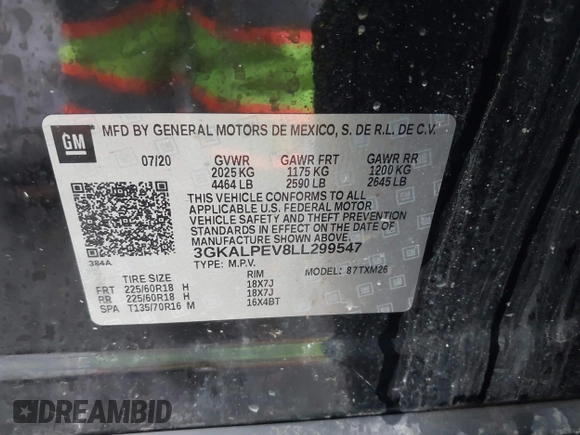 GM
MFD BY GENERAL MOTORS DE MEXICO, S. DE R.L. DE C.V.
07/20 GVWR GAWR FRT GAWR RR
2025 KG 1175 KG 1200 KG
4464 LB 2590 LB 2645 LB
THIS VEHICLE CONFORMS TO ALL
APPLICABLE U.S. FEDERAL MOTOR
VEHICLE SAFETY AND THEFT PREVENTION
STANDARDS IN EFFECT ON THE DATE OF
MANUFACTURE SHOWN ABOVE.
3GKALPEV8LL299547
384A
TYPE: M.P.V. MODEL: 87TXM26
TIRE SIZE RIM
FRT 225/60R18 H 18X7J
RR 225/60R18 H 18X7J
SPA T135/70R16 M 16X4BT
DREAMBID